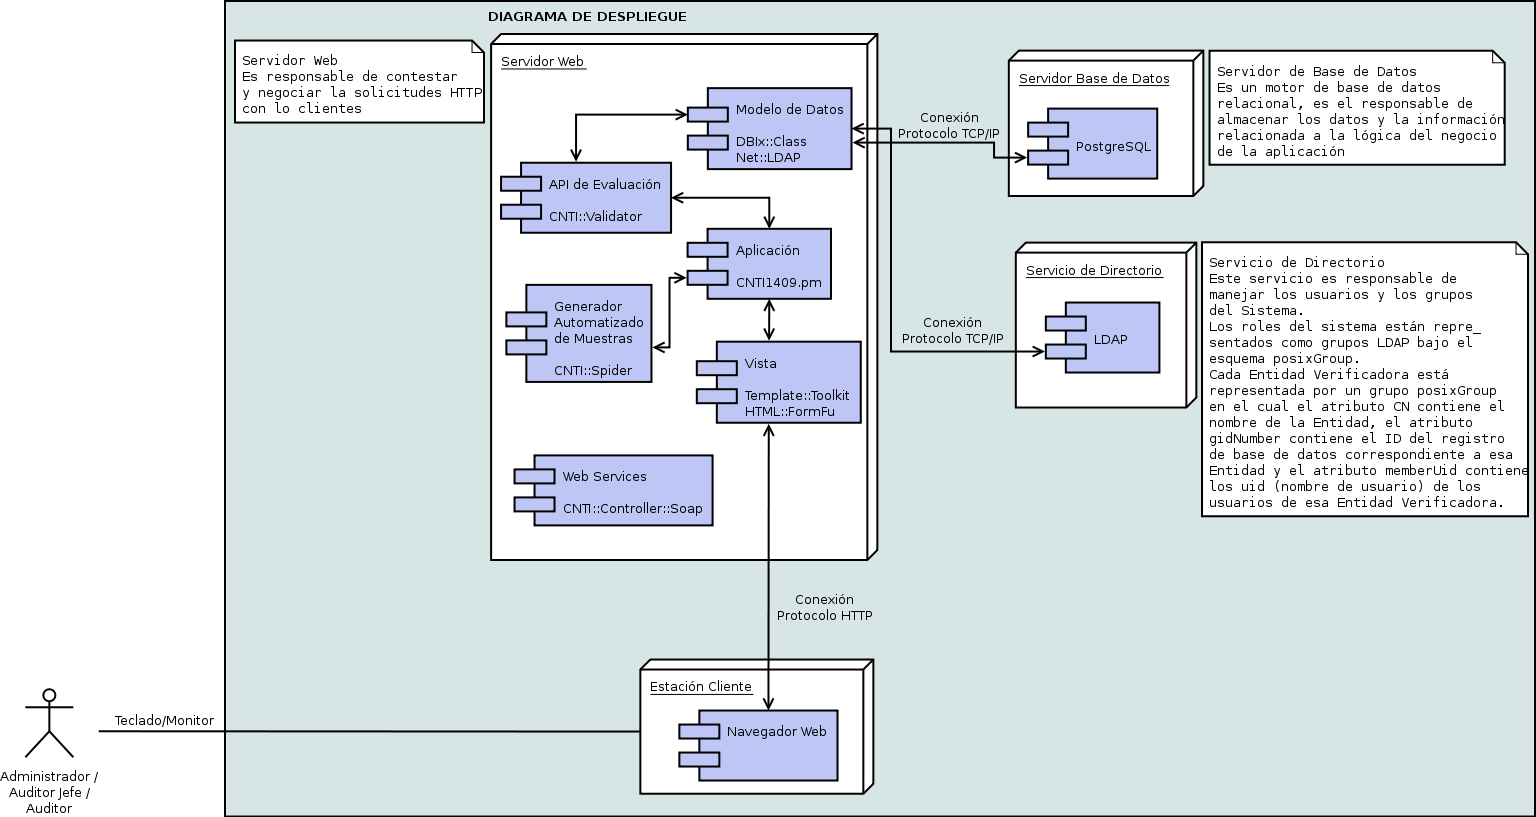 DIAGRAMA DE DESPLIEGUE
Servidor Web
Es responsable de contestar
y negociar la solicitudes HTTP
con lo clientes
Servidor Web
Modelo de Datos
DBIx::Class
Net::LDAP
API de Evaluación
CNTI::Validator
Aplicación
CNTI1409.pm
Generador
Automatizado
de Muestras
CNTI::Spider
Vista
Template::Toolkit
HTML::FormFu
Web Services
CNTI::Controller::Soap
Conexión
Protocolo TCP/IP
Servidor Base de Datos
PostgreSQL
Servidor de Base de Datos
Es un motor de base de datos
relacional, es el responsable de
almacenar los datos y la información
relacionada a la lógica del negocio
de la aplicación
Conexión
Protocolo TCP/IP
Servicio de Directorio
LDAP
Servicio de Directorio
Este servicio es responsable de
manejar los usuarios y los grupos
del Sistema.
Los roles del sistema están repre_
sentados como grupos LDAP bajo el
esquema posixGroup.
Cada Entidad Verificadora está
representada por un grupo posixGroup
en el cual el atributo CN contiene el
nombre de la Entidad, el atributo
gidNumber contiene el ID del registro
de base de datos correspondiente a esa
Entidad y el atributo memberUid contiene
los uid (nombre de usuario) de los
usuarios de esa Entidad Verificadora.
Conexión
Protocolo HTTP
Estación Cliente
Navegador Web
Teclado/Monitor
Administrador /
Auditor Jefe /
Auditor